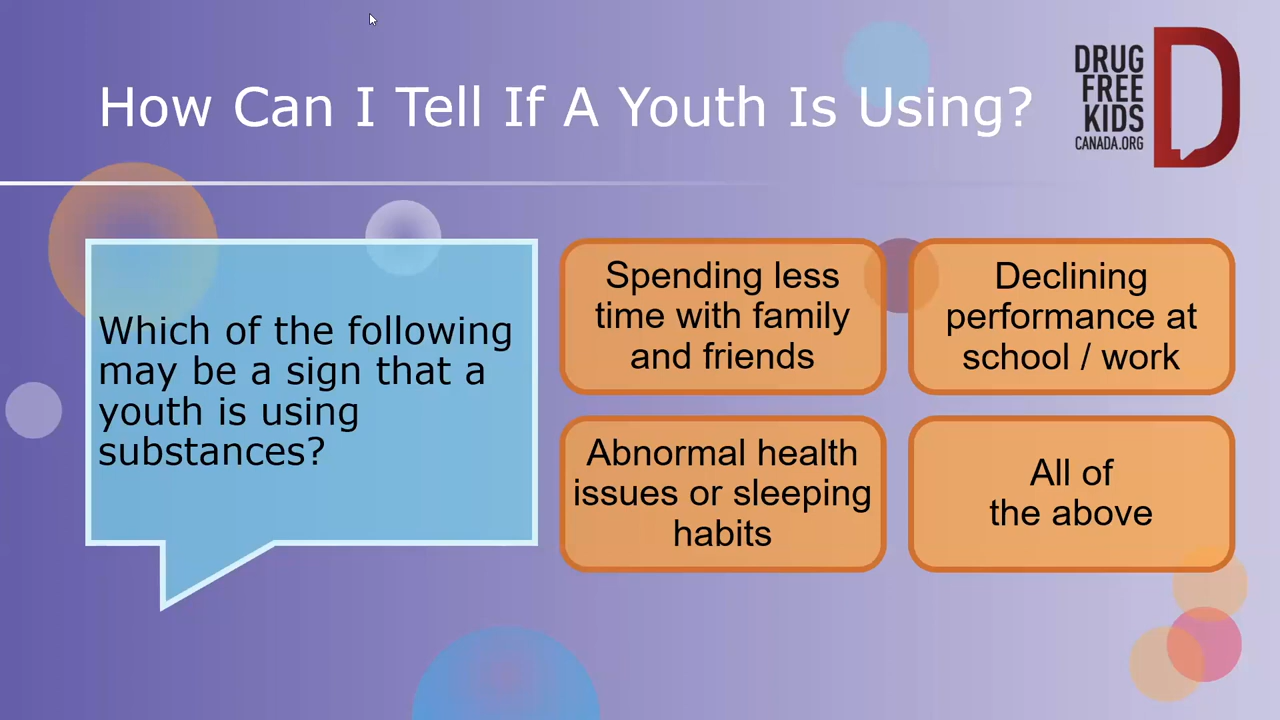 How Can I Tell If A Youth Is Using?
DRUG
FREE
KIDS
CANADA.ORG
Which of the following
may be a sign that a
youth is using
substances?
Spending less
time with family
and friends
Declining
performance at
school / work
Abnormal health
issues or sleeping
habits
All of
the above